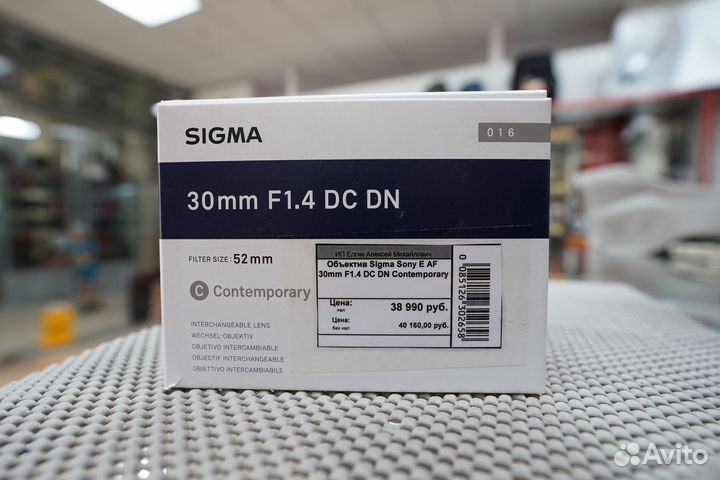 SIGMA
016
30mm F1.4 DC DN
FILTER SIZE: 52mm
C Contemporary
INTERCHANGEABLE LENS
WECHSEL-OBJEKTIV
OBJETIVO INTERCAMBIABLE
OBJECTIF INTERCHANGEABLE
OBIETTIVO INTERCAMBIABILE
ИП Елгин Алексей Михайлович
Объектив Sigma Sony E AF
30mm F1.4 DC DN Contemporary
Цена: 38 990 руб.
нал
Цена: 40 160,00 руб.
без нал
0 085126 302658
Avito